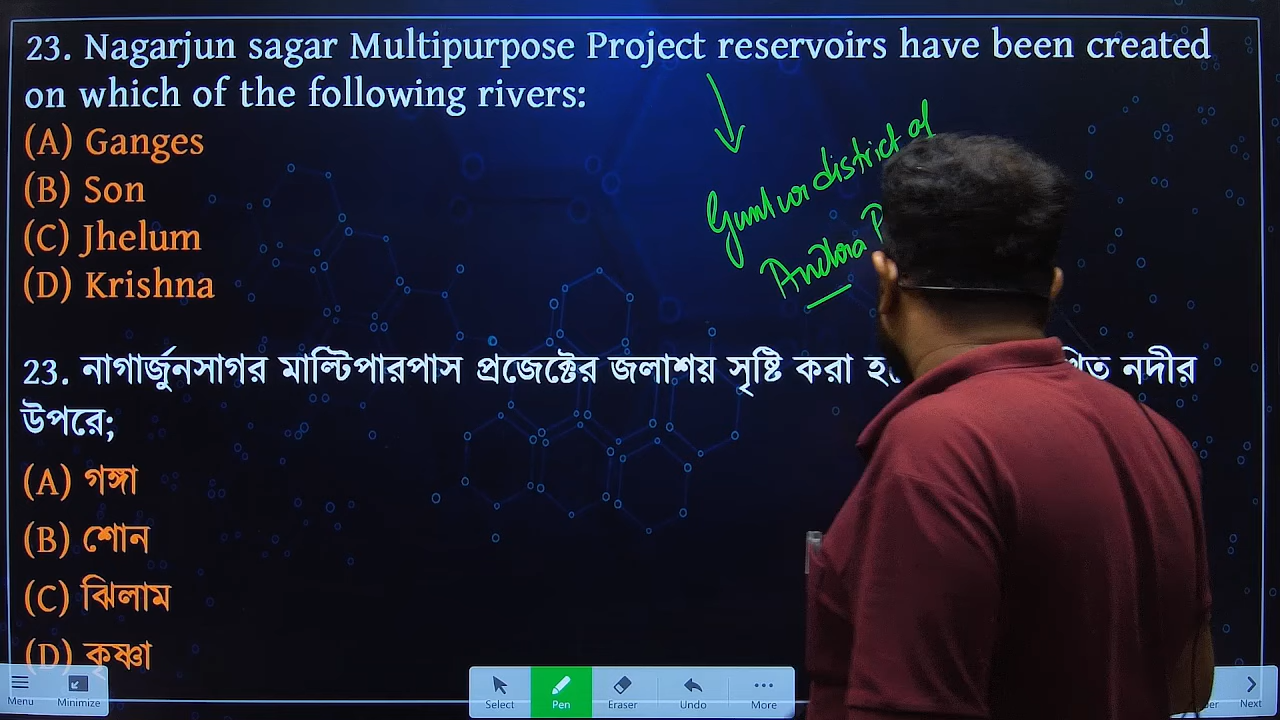 23. Nagarjun sagar Multipurpose Project reservoirs have been created
on which of the following rivers:
(A) Ganges
(B) Son
(C) Jhelum
(D) Krishna
Guntur district of
Andhra P
23. নাগার্জুনসাগর মাল্টিপারপাস প্রজেক্টের জলাশয় সৃষ্টি করা নদীর
উপরে;
(A) গঙ্গা
(B) শোন
(C) ঝিলাম
(D) কৃষ্ণা
Menu Minimize Select Pen Eraser Undo More Next